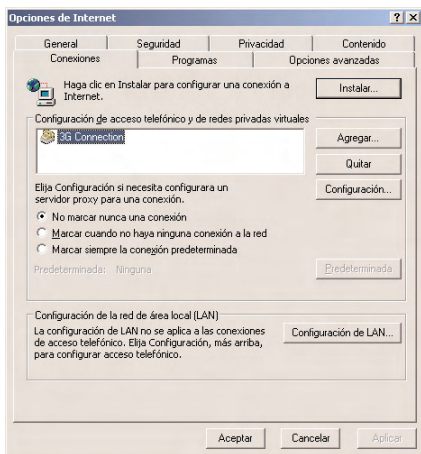 Opciones de Internet
General
Seguridad
Privacidad
Contenido
Conexiones
Programas
Opciones avanzadas
Haga clic en Instalar para configurar una conexión a
Internet.
Instalar...
Configuración de acceso telefónico y de redes privadas virtuales
3G Connection
Agregar...
Quitar
Elija Configuración si necesita configurara un
servidor proxy para una conexión.
Configuración...
No marcar nunca una conexión
Marcar cuando no haya ninguna conexión a la red
Marcar siempre la conexión predeterminada
Predeterminada: Ninguna
Predeterminada
Configuración de la red de área local (LAN)
La configuración de LAN no se aplica a las conexiones
de acceso telefónico. Elija Configuración, más arriba,
para configurar acceso telefónico.
Configuración de LAN...
Aceptar
Cancelar
Aplicar